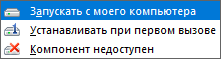 Запускать с моего компьютера
Устанавливать при первом вызове
Компонент недоступен